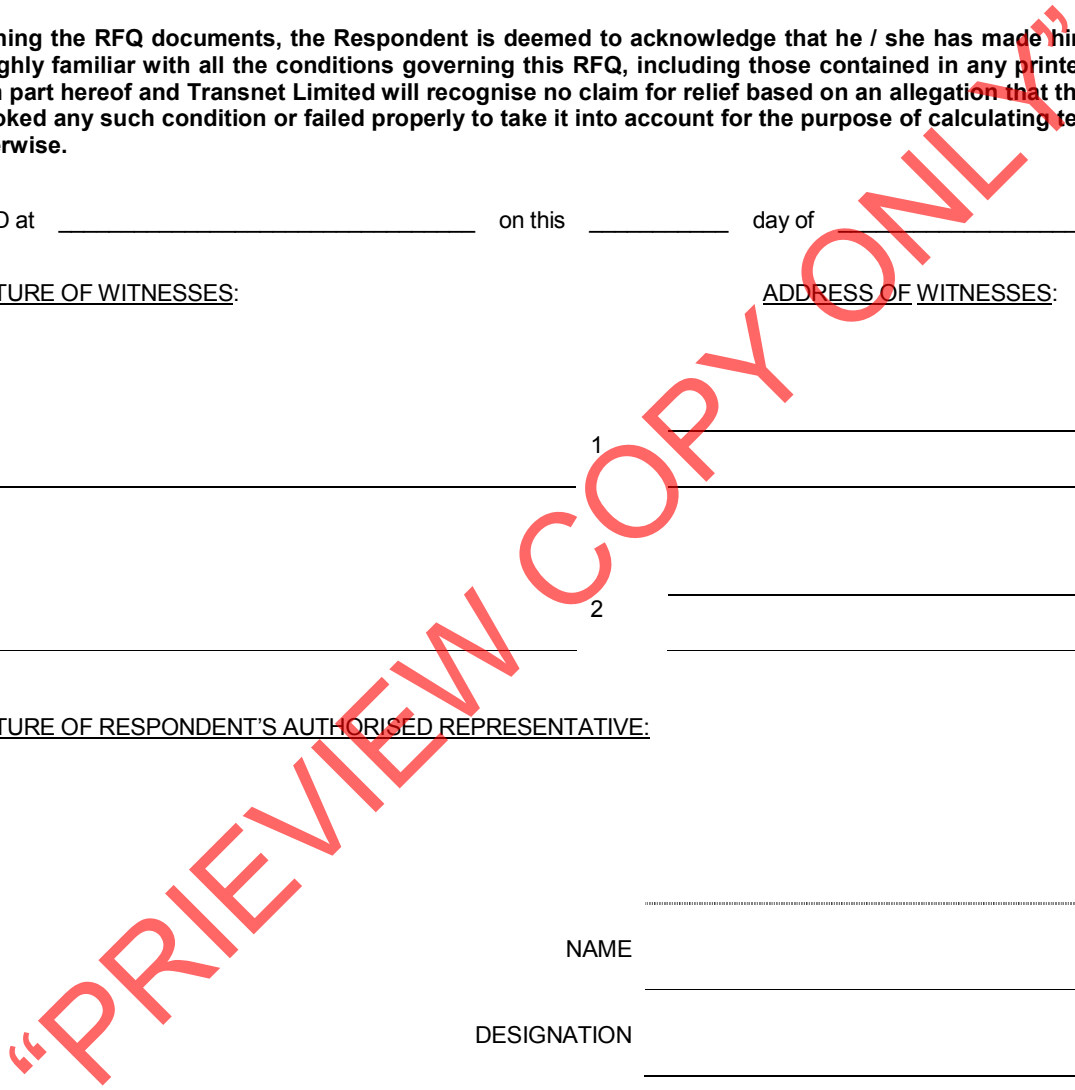 ning the RFQ documents, the Respondent is deemed to acknowledge that he / she has made hin
ghly familiar with all the conditions governing this RFQ, including those contained in any printe
n part hereof and Transnet Limited will recognise no claim for relief based on an allegation that th
oked any such condition or failed properly to take it into account for the purpose of calculating te
erwise.
D at on this day of
TURE OF WITNESSES: ADDRESS OF WITNESSES:
1
2
TURE OF RESPONDENT'S AUTHORISED REPRESENTATIVE:
NAME
DESIGNATION
“PRIEVIEW COPY ONLY”